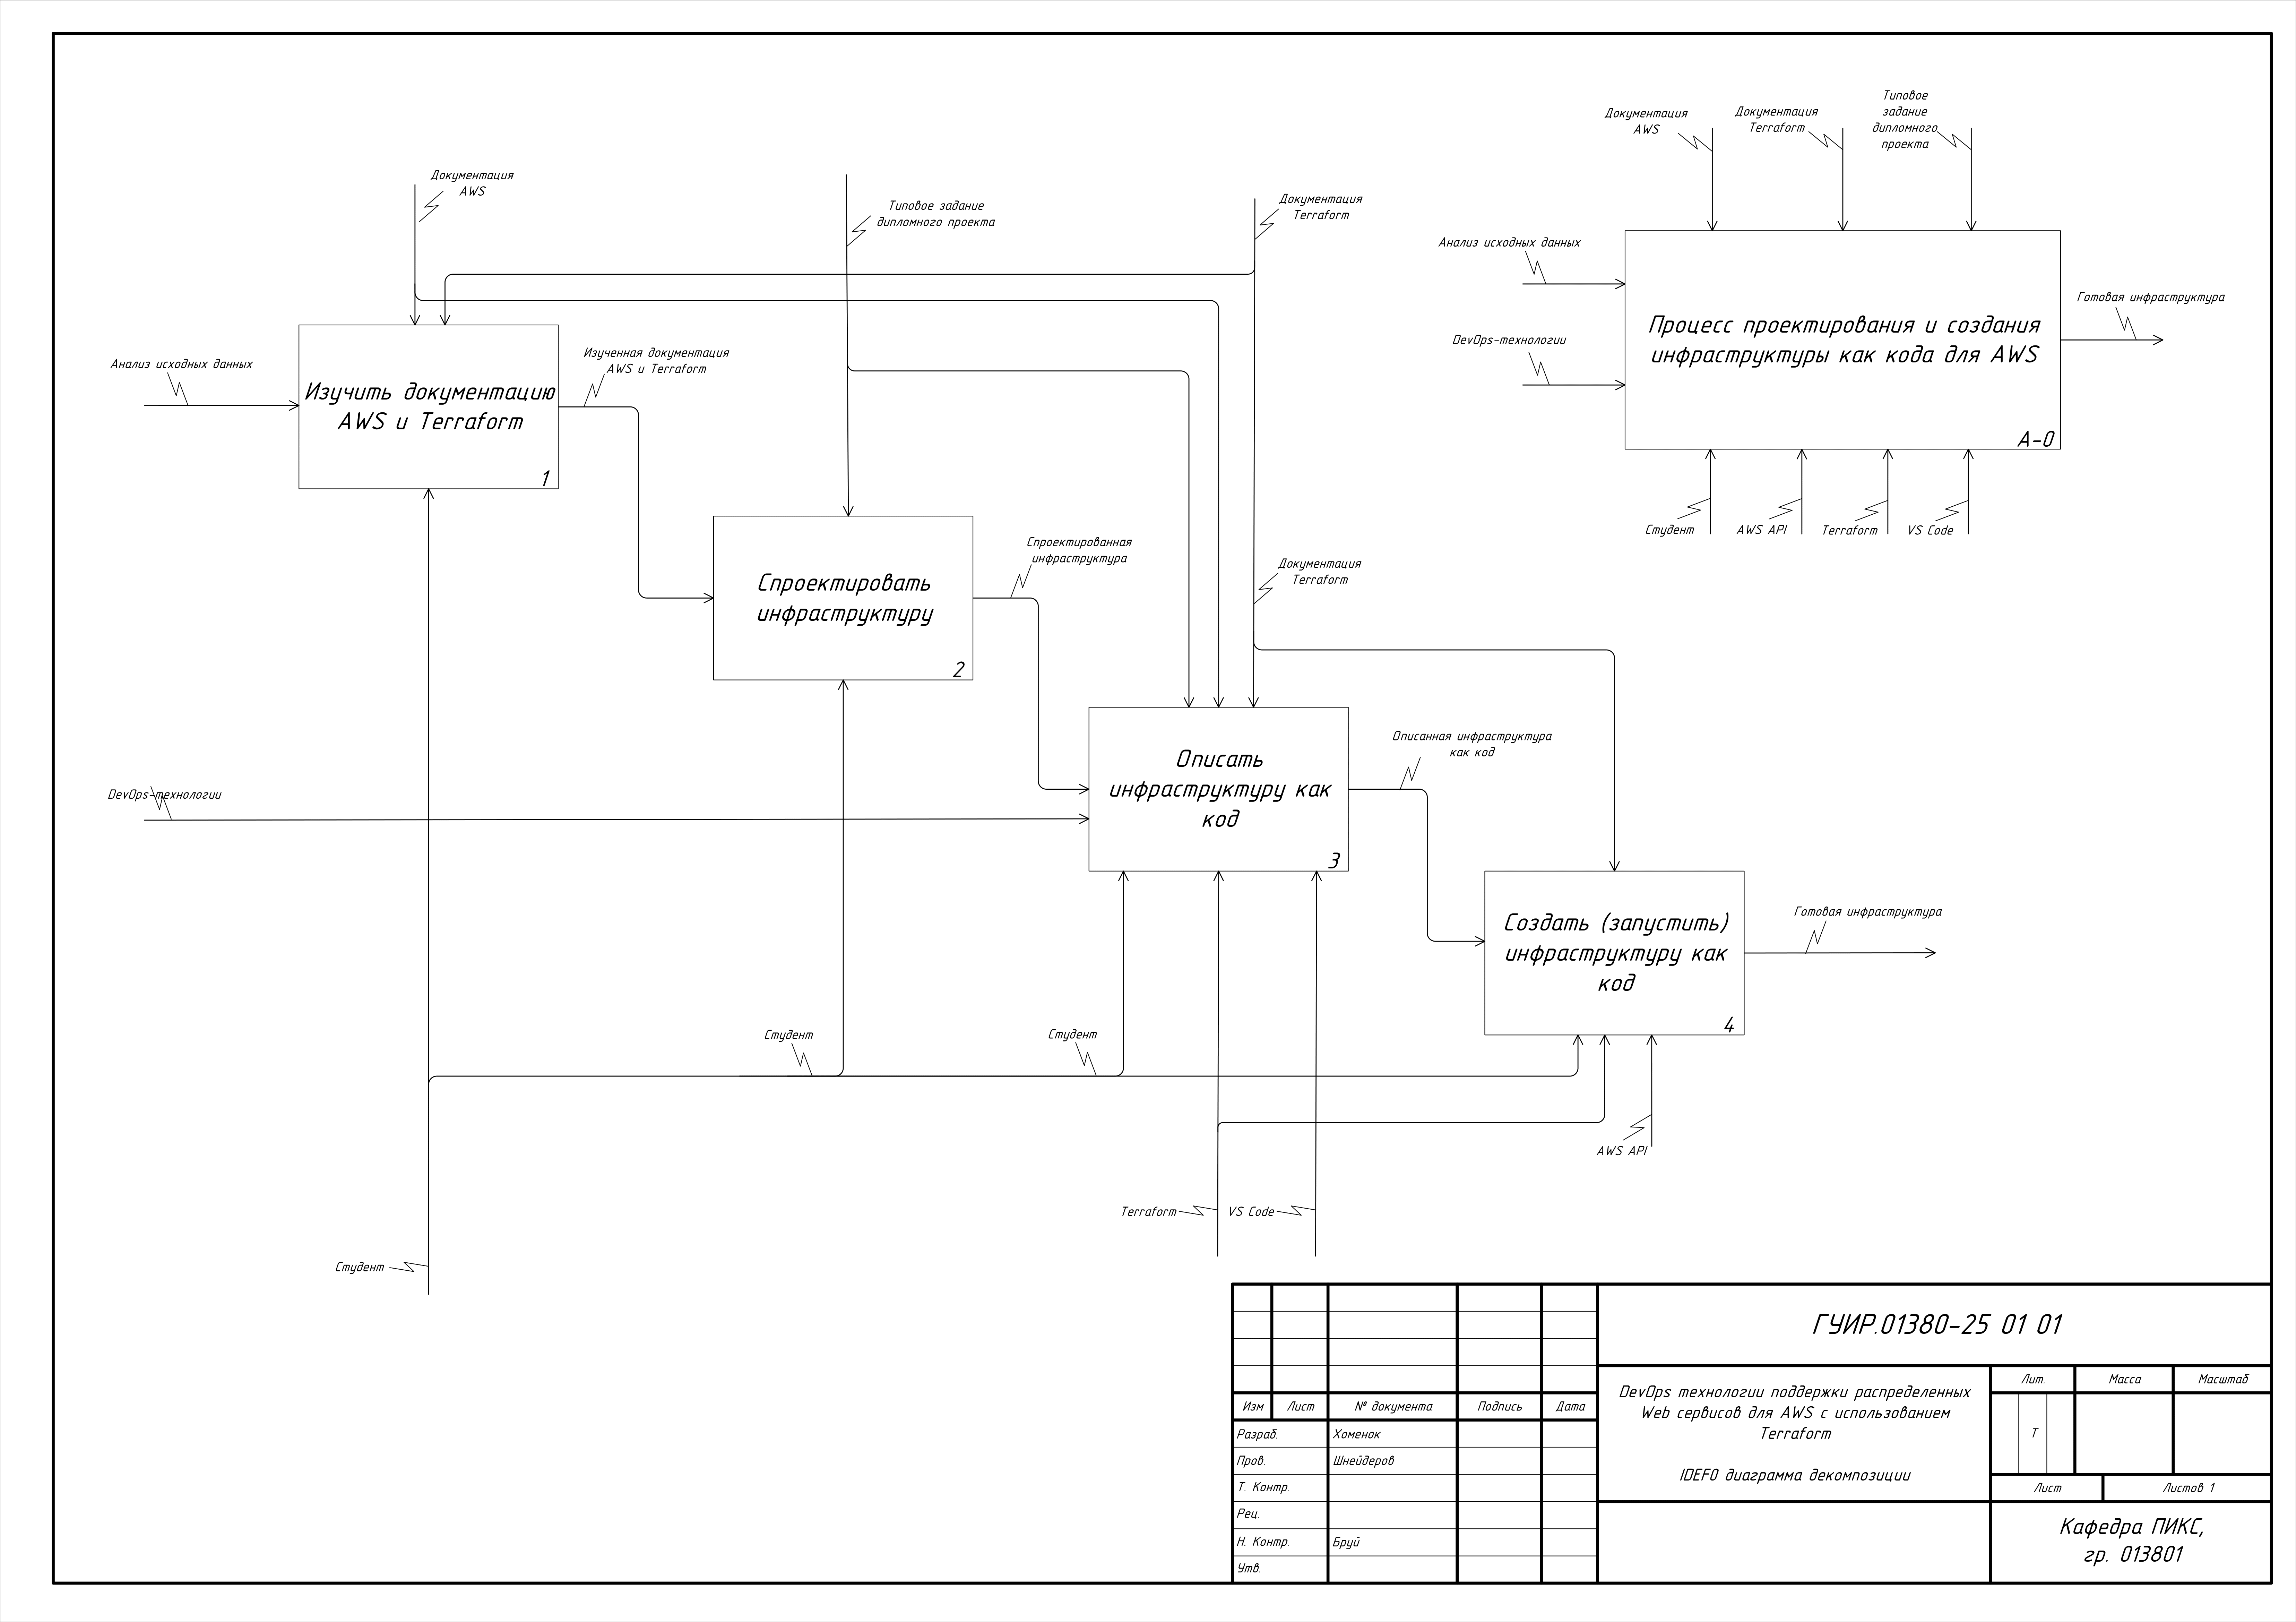 Типовое
задание
дипломного
проекта
Документация
AWS
Документация
Terraform
Документация
AWS
Типовое задание
дипломного проекта
Документация
Terraform
Анализ исходных данных
DevOps-технологии
Процесс проектирования и создания
инфраструктуры как кода для AWS
A-0
Готовая инфраструктура
Студент
AWS API
Terraform
VS Code
Анализ исходных данных
Изучить документацию
AWS и Terraform
1
Изученная документация
AWS и Terraform
Спроектировать
инфраструктуру
2
Спроектированная
инфраструктура
Документация
Terraform
DevOps-технологии
Описать
инфраструктуру как
код
3
Описанная инфраструктура
как код
Создать (запустить)
инфраструктуру как
код
4
Готовая инфраструктура
Студент
Студент
AWS API
Terraform
VS Code
Студент
ГУИР.01380-25 01 01
DevOps технологии поддержки распределенных
Web сервисов для AWS с использованием
Terraform
IDEF0 диаграмма декомпозиции
Лит.
Масса
Масштаб
Т
Лист
Листов 1
Кафедра ПИКС,
гр. 013801
Изм
Лист
№ документа
Подпись
Дата
Разраб.
Хоменок
Пров.
Шнейдеров
Т. Контр.
Рец.
Н. Контр.
Бруй
Утв.